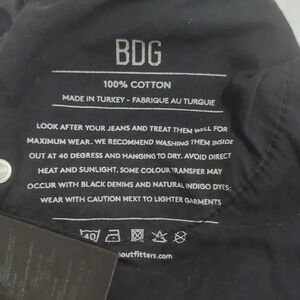 BDG
100% COTTON
MADE IN TURKEY - FABRIQUE AU TURQUIE
LOOK AFTER YOUR JEANS AND TREAT THEM WELL FOR
MAXIMUM WEAR. WE RECOMMEND WASHING THEM INSIDE
OUT AT 40 DEGRESS AND HANGING TO DRY. AVOID DIRECT
HEAT AND SUNLIGHT. SOME COLOUR TRANSFER MAY
OCCUR WITH BLACK DENIMS AND NATURAL INDIGO DYES:
WEAR WITH CAUTION NEXT TO LIGHTER GARMENTS
40
outfitters.com